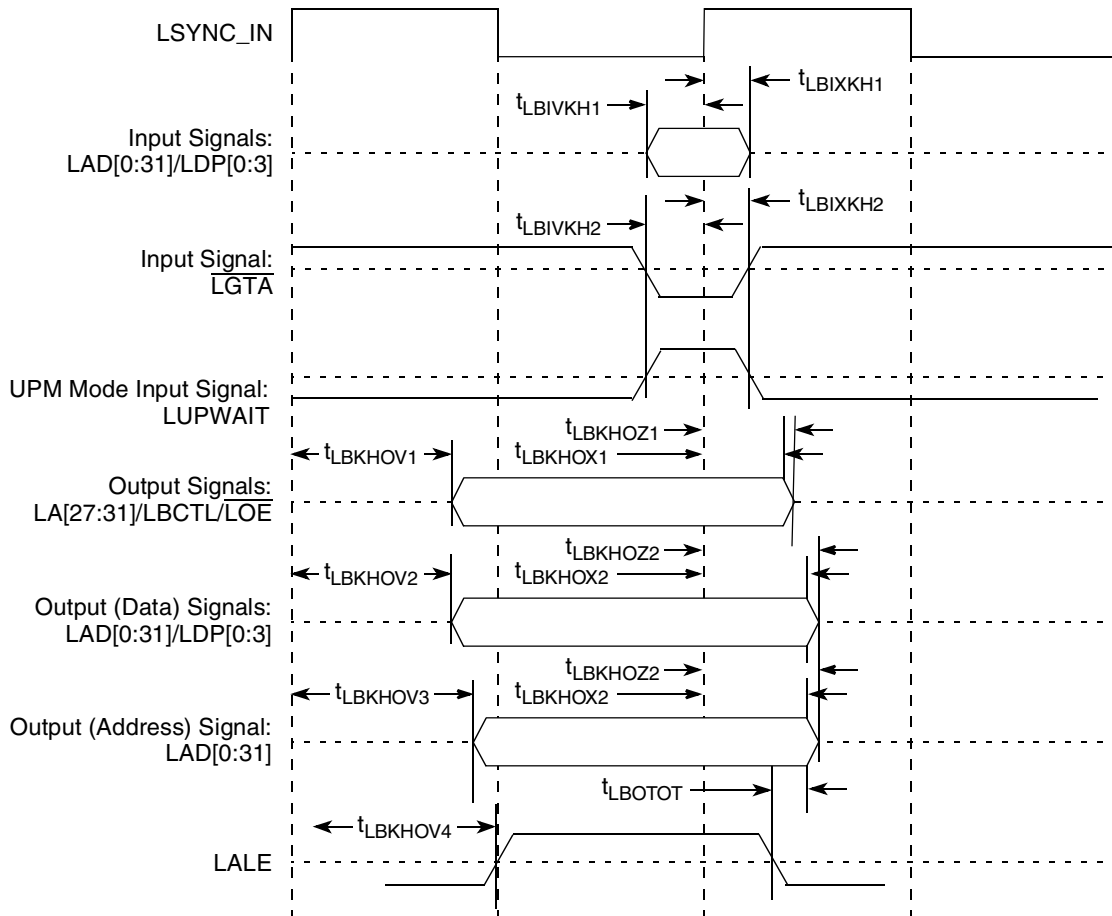 LSYNC_IN
tLBIXKH1
tLBIVKH1
Input Signals:
LAD[0:31]/LDP[0:3]
tLBIXKH2
tLBIVKH2
Input Signal:
LGTA
UPM Mode Input Signal:
LUPWAIT
tLBKHOZ1
tLBKHOV1
tLBKHOX1
Output Signals:
LA[27:31]/LBCTL/LOE
tLBKHOZ2
tLBKHOV2
tLBKHOX2
Output (Data) Signals:
LAD[0:31]/LDP[0:3]
tLBKHOZ2
tLBKHOV3
tLBKHOX2
Output (Address) Signal:
LAD[0:31]
tLBOTOT
tLBKHOV4
LALE